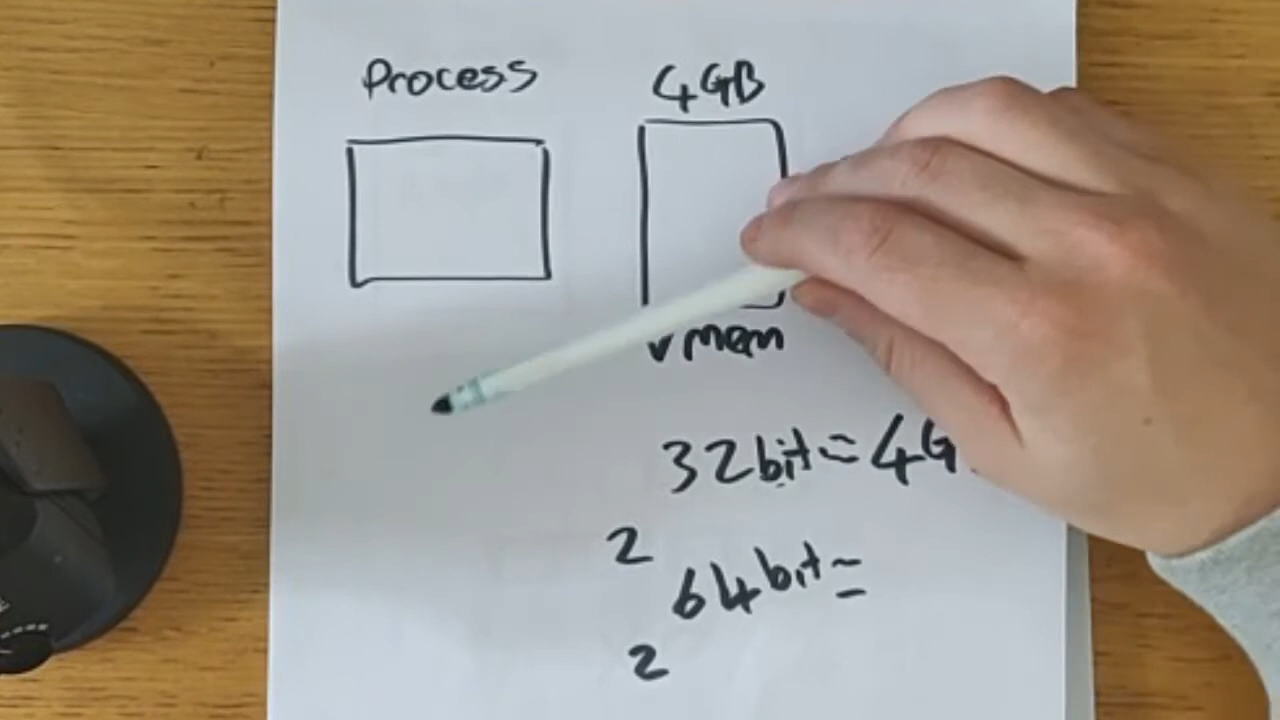 Process 4GB
vmem
32bit = 4G
2
64bit =
2